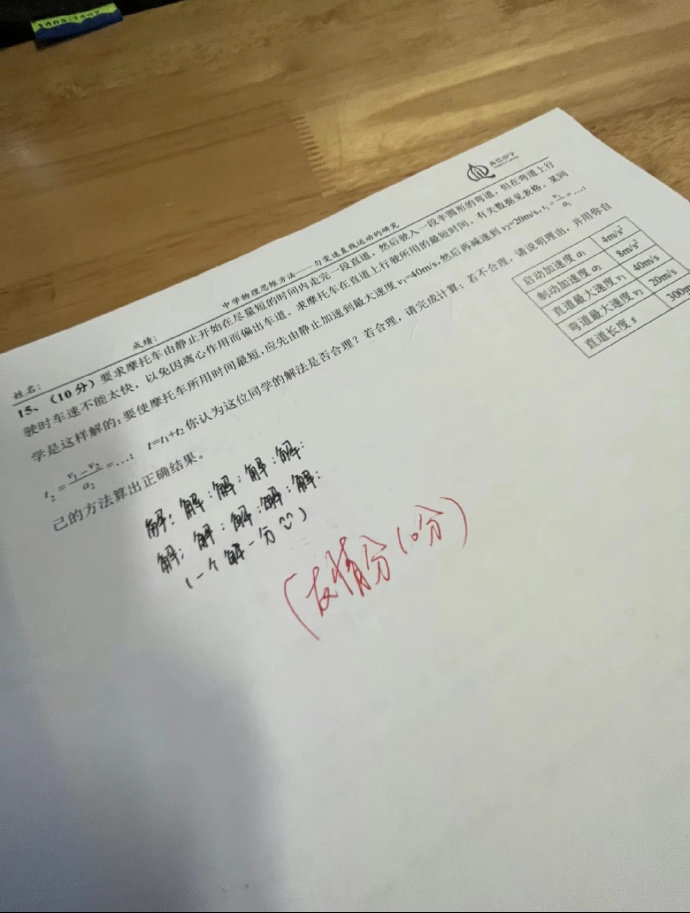 中学物理思维方法——匀变速直线运动的研究
姓名: 成绩:
15、(10分)要求摩托车由静止开始在尽量短的时间内走完一段直道,然后驶入一段半圆形的弯道,但在弯道上行
驶时车速不能太快,以免因离心作用而偏出车道。求摩托车在直道上行驶所用的最短时间。有关数据见表格。某同
学是这样解的:要使摩托车所用时间最短,应先由静止加速到最大速度 v₁=40m/s,然后再减速到 v₂=20m/s,t₁=v₁/a₁=…;
t₂=(v₁-v₂)/a₂=…; t=t₁+t₂ 你认为这位同学的解法是否合理?若合理,请完成计算;若不合理,请说明理由,并用你自
己的方法算出正确结果。
启动加速度 a₁ 4m/s²
制动加速度 a₂ 8m/s²
直道最大速度 v₁ 40m/s
弯道最大速度 v₂ 20m/s
直道长度 s 300m
解: 解: 解: 解: 解:
解: 解: 解: 解: 解:
(一个解一分)
(友情分10分)